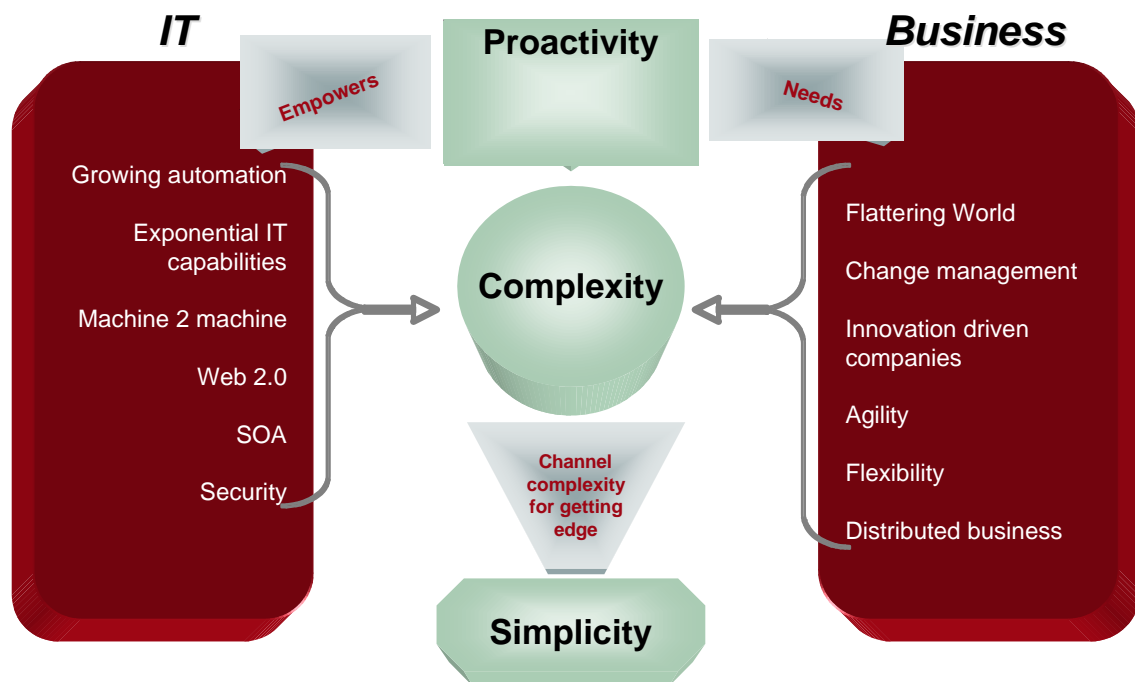 IT
Proactivity
Business
Empowers
Needs
Growing automation
Exponential IT
capabilities
Machine 2 machine
Web 2.0
SOA
Security
Complexity
Channel
complexity
for getting
edge
Simplicity
Flattering World
Change management
Innovation driven
companies
Agility
Flexibility
Distributed business